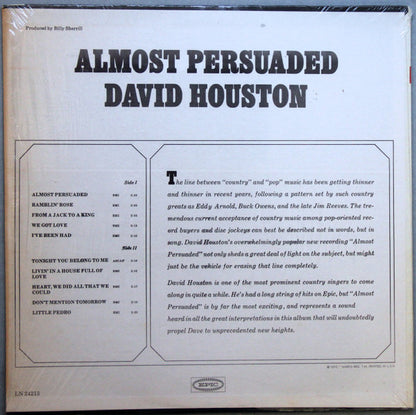 Produced by Billy Sherrill
ALMOST PERSUADED
DAVID HOUSTON
Side I
ALMOST PERSUADED BMI
RAMBLIN' ROSE BMI
FROM A JACK TO A KING BMI
WE GOT LOVE BMI
I'VE BEEN HAD BMI
Side II
TONIGHT YOU BELONG TO ME ASCAP
LIVIN' IN A HOUSE FULL OF
LOVE BMI
HEART, WE DID ALL THAT WE
COULD BMI
DON'T MENTION TOMORROW BMI
LITTLE PEDRO BMI
The line between "country" and "pop" music has been getting thinner
and thinner in recent years, following a pattern set by such country
greats as Eddy Arnold, Buck Owens, and the late Jim Reeves. The tre-
mendous current acceptance of country music among pop-oriented rec-
ord buyers and disc jockeys can best be described not in words, but in
song. David Houston's overwhelmingly popular new recording "Almost
Persuaded" not only sheds a great deal of light on the subject, but might
just be the vehicle for erasing that line completely.
David Houston is one of the most prominent country singers to come
along in quite a while. He's had a long string of hits on Epic, but "Almost
Persuaded" is by far the most exciting, and represents a sound
heard in all the great interpretations in this album that will undoubtedly
propel Dave to unprecedented new heights.
EPIC
LN 24213